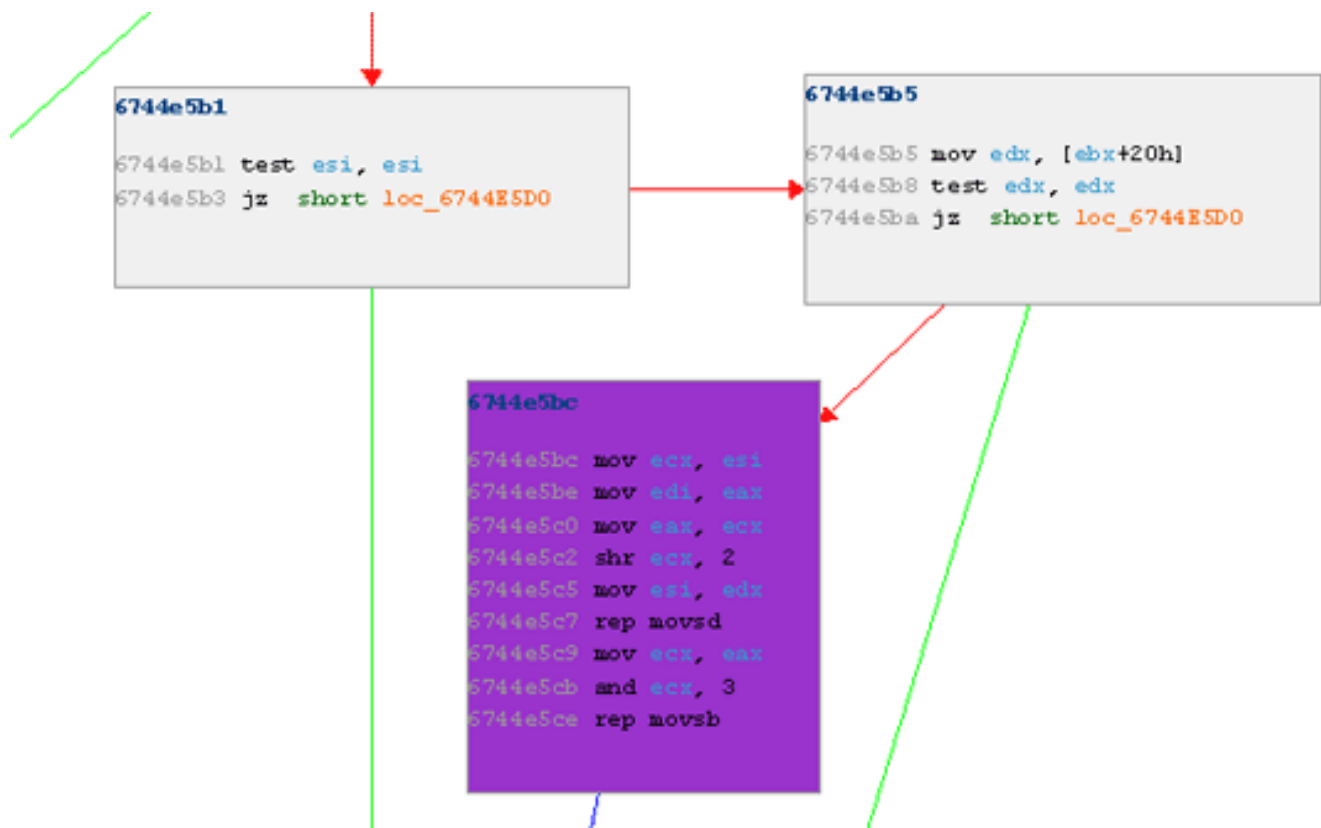 6744e5b1
6744e5b1 test esi, esi
6744e5b3 jz short loc_6744E5D0
6744e5b5
6744e5b5 mov edx, [ebx+20h]
6744e5b8 test edx, edx
6744e5ba jz short loc_6744E5D0
6744e5bc
6744e5bc mov ecx, esi
6744e5be mov edi, eax
6744e5c0 mov eax, ecx
6744e5c2 shr ecx, 2
6744e5c5 mov esi, edx
6744e5c7 rep movsd
6744e5c9 mov ecx, eax
6744e5cb and ecx, 3
6744e5ce rep movsb